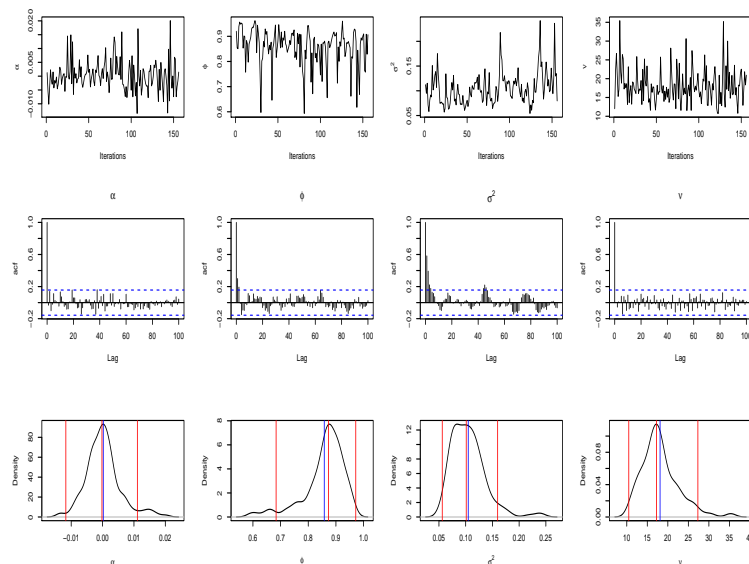 α
−0.010 0.005 0.020
0 50 100 150
Iterations
ϕ
0.6 0.7 0.8 0.9
0 50 100 150
Iterations
σ²
0.05 0.15
0 50 100 150
Iterations
ν
10 15 20 25 30 35
0 50 100 150
Iterations
α
acf
−0.2 0.2 0.6 1.0
0 20 40 60 80 100
Lag
ϕ
acf
−0.2 0.2 0.6 1.0
0 20 40 60 80 100
Lag
σ²
acf
−0.2 0.2 0.6 1.0
0 20 40 60 80 100
Lag
ν
acf
−0.2 0.2 0.6 1.0
0 20 40 60 80 100
Lag
Density
0 20 40 60 80
−0.01 0.00 0.01 0.02
α
Density
0 2 4 6 8
0.6 0.7 0.8 0.9 1.0
ϕ
Density
0 2 4 6 8 12
0.05 0.10 0.15 0.20 0.25
σ²
Density
0.00 0.04 0.08
10 20 30 40
ν